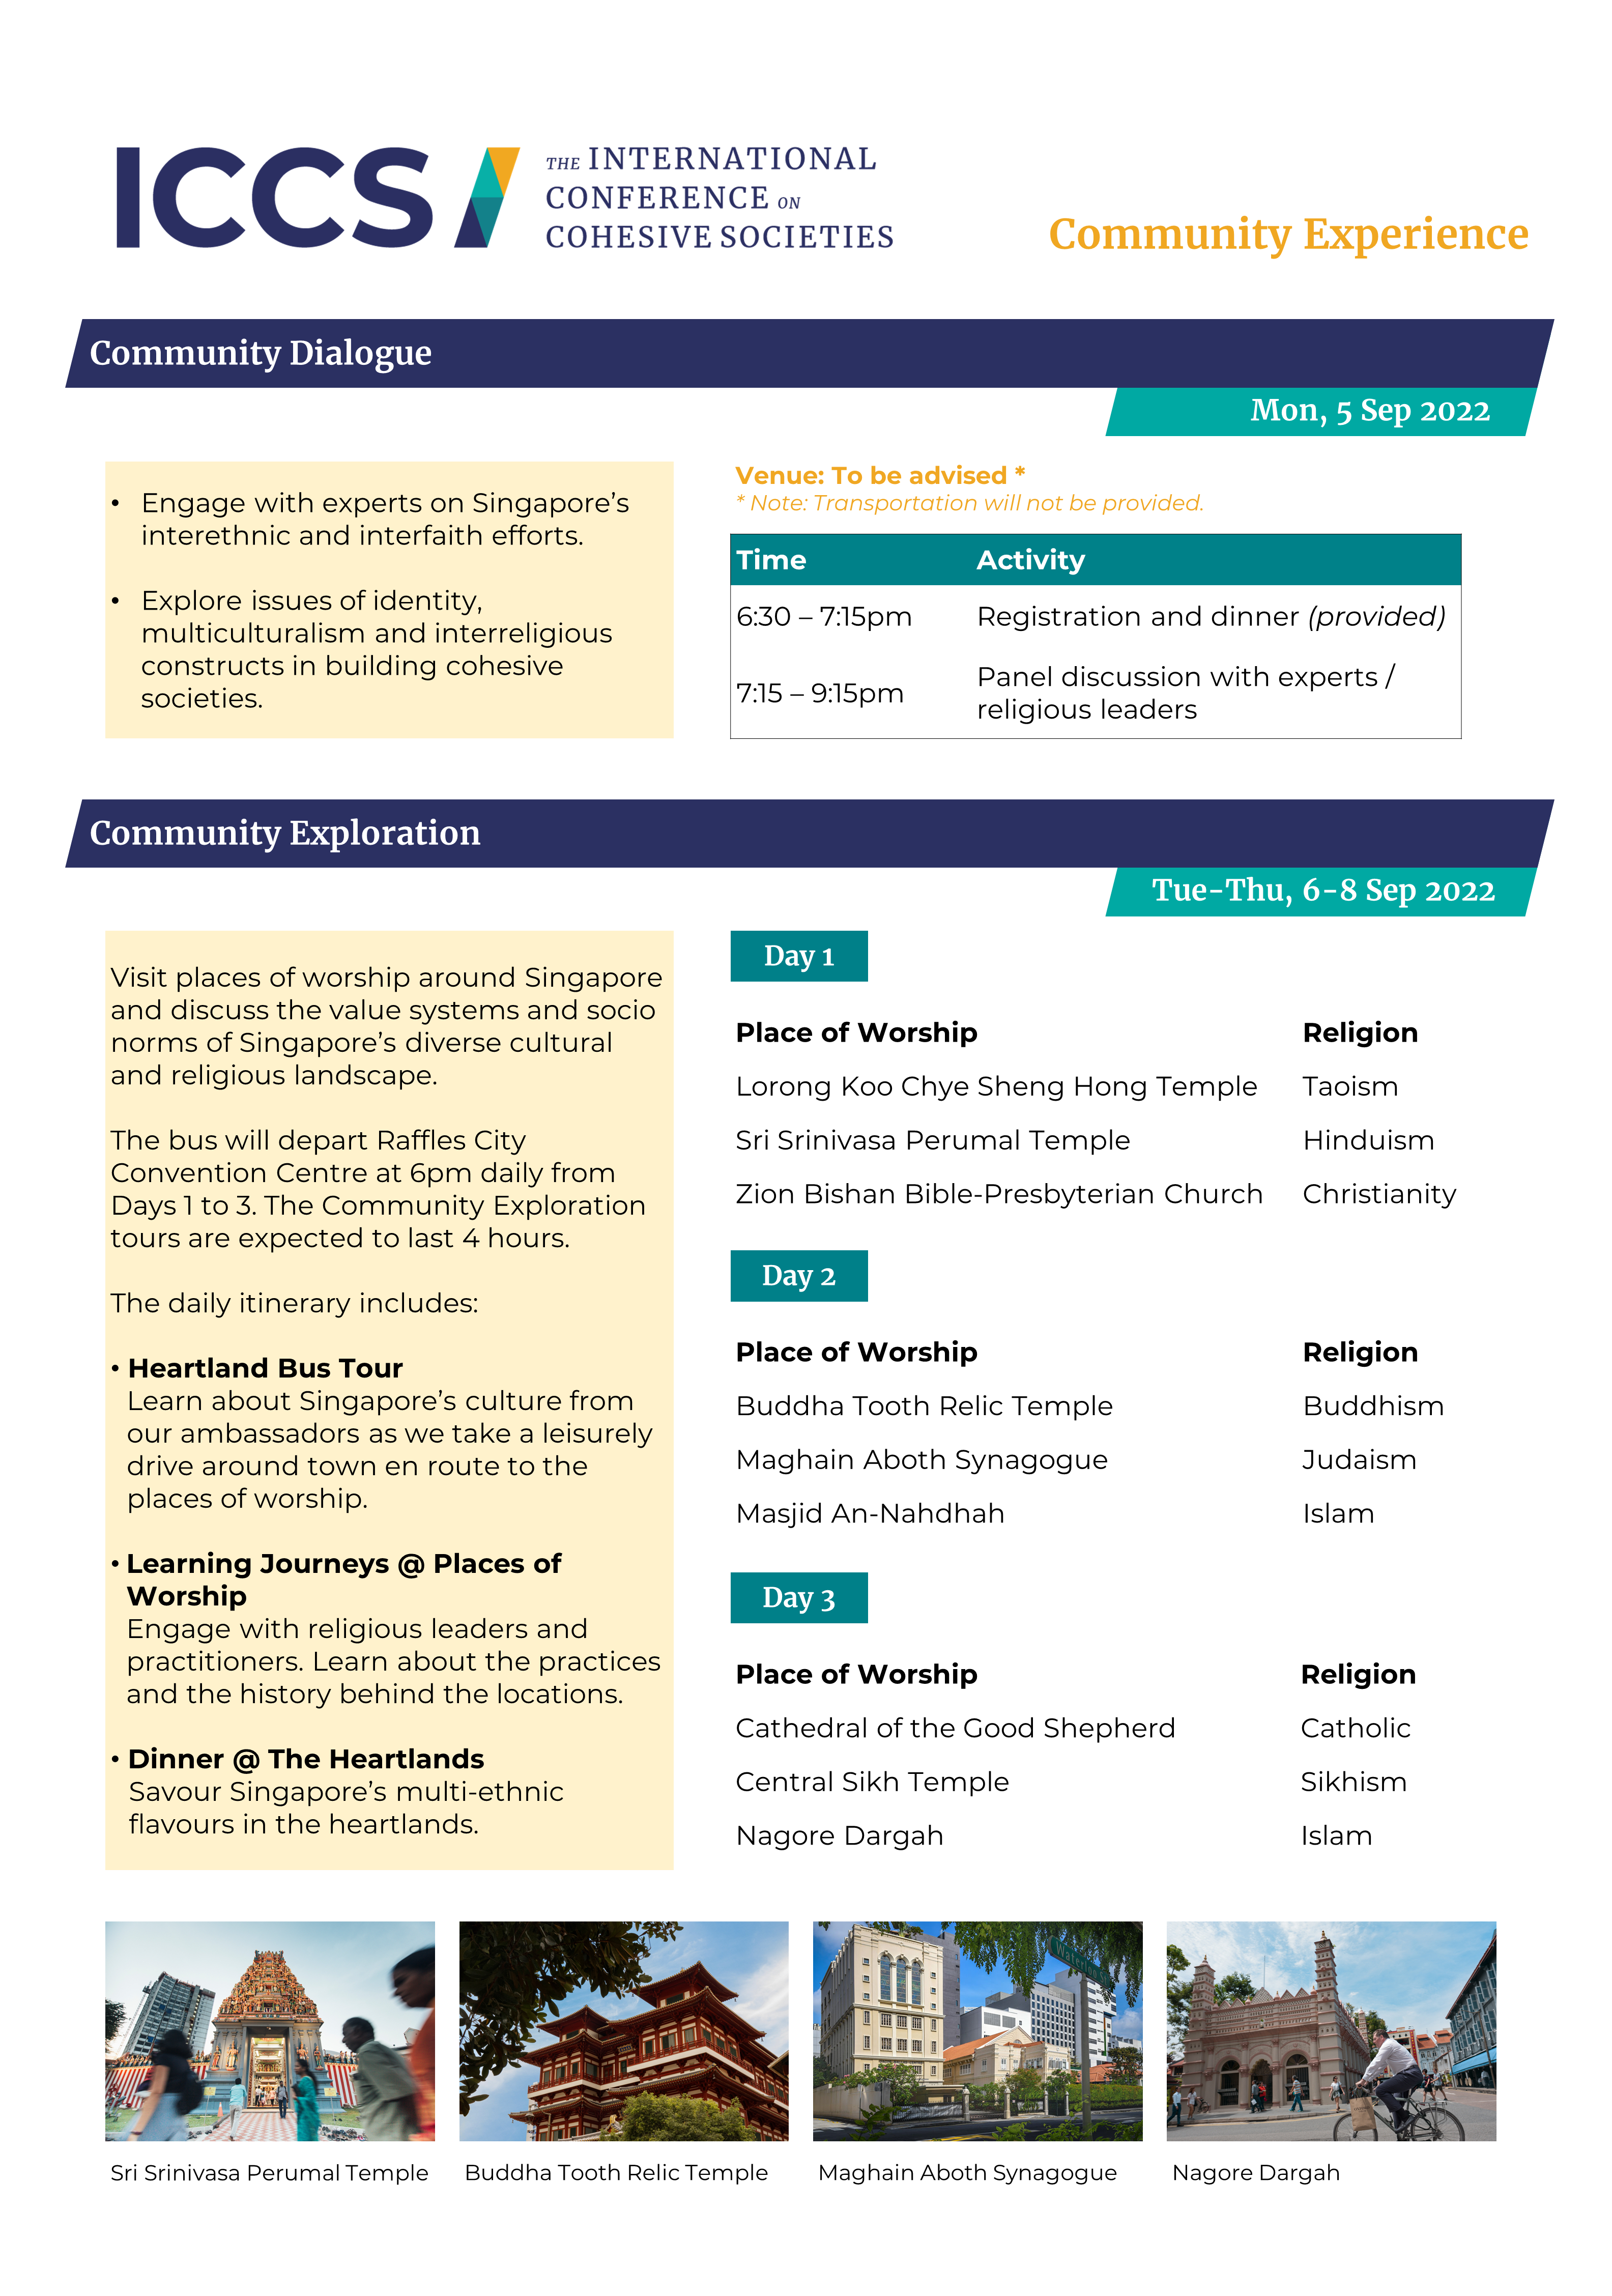 ICCS THE INTERNATIONAL
CONFERENCE ON
COHESIVE SOCIETIES
Community Experience
Community Dialogue
Mon, 5 Sep 2022
• Engage with experts on Singapore’s
interethnic and interfaith efforts.
• Explore issues of identity,
multiculturalism and interreligious
constructs in building cohesive
societies.
Venue: To be advised *
* Note: Transportation will not be provided.
Time Activity
6:30 – 7:15pm Registration and dinner (provided)
7:15 – 9:15pm Panel discussion with experts /
religious leaders
Community Exploration
Tue-Thu, 6-8 Sep 2022
Visit places of worship around Singapore
and discuss the value systems and socio
norms of Singapore’s diverse cultural
and religious landscape.
The bus will depart Raffles City
Convention Centre at 6pm daily from
Days 1 to 3. The Community Exploration
tours are expected to last 4 hours.
The daily itinerary includes:
• Heartland Bus Tour
Learn about Singapore’s culture from
our ambassadors as we take a leisurely
drive around town en route to the
places of worship.
• Learning Journeys @ Places of
Worship
Engage with religious leaders and
practitioners. Learn about the practices
and the history behind the locations.
• Dinner @ The Heartlands
Savour Singapore’s multi-ethnic
flavours in the heartlands.
Day 1
Place of Worship Religion
Lorong Koo Chye Sheng Hong Temple Taoism
Sri Srinivasa Perumal Temple Hinduism
Zion Bishan Bible-Presbyterian Church Christianity
Day 2
Place of Worship Religion
Buddha Tooth Relic Temple Buddhism
Maghain Aboth Synagogue Judaism
Masjid An-Nahdhah Islam
Day 3
Place of Worship Religion
Cathedral of the Good Shepherd Catholic
Central Sikh Temple Sikhism
Nagore Dargah Islam
Sri Srinivasa Perumal Temple
Buddha Tooth Relic Temple
Maghain Aboth Synagogue
Nagore Dargah